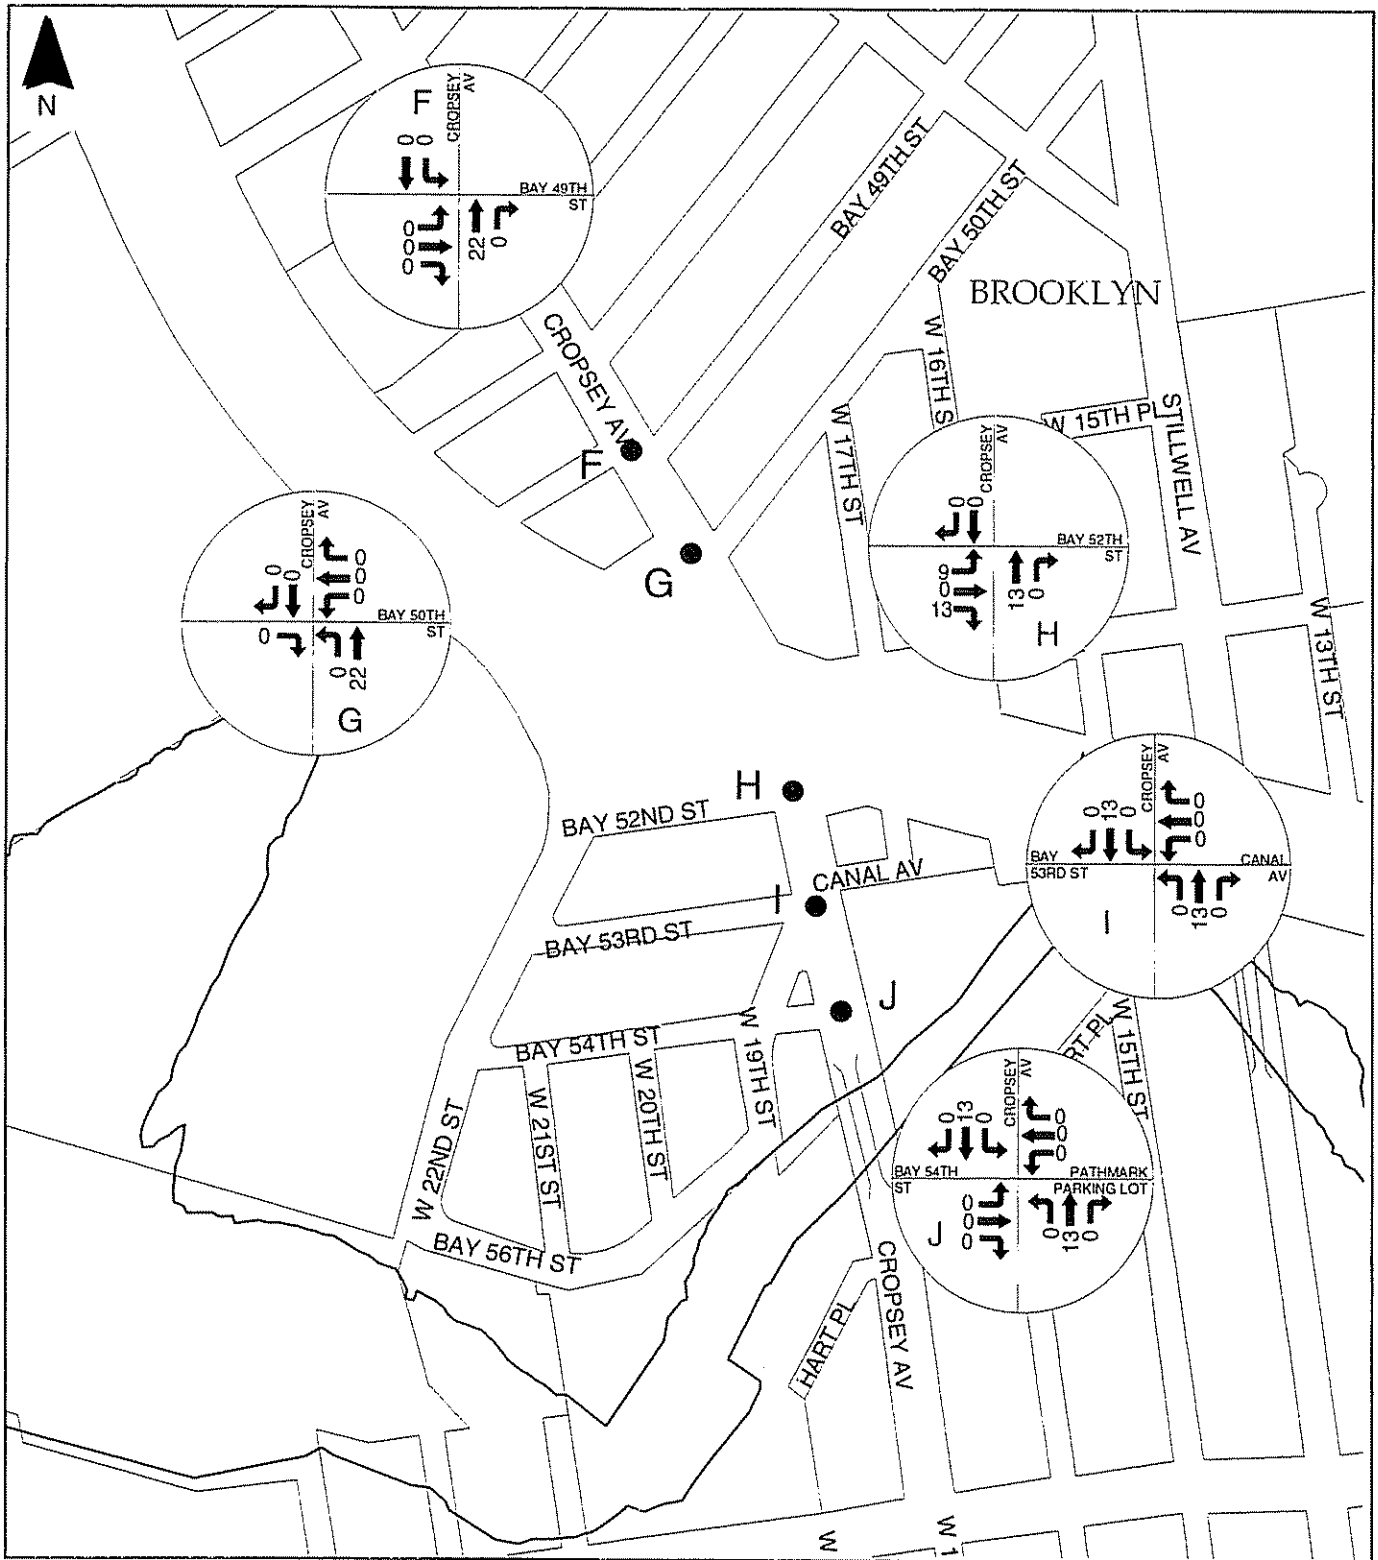 N
F
CROPSEY
AV
0
0
BAY 49TH
ST
0
0
0
22
0
BAY 49TH ST
BAY 50TH ST
BROOKLYN
CROPSEY AV
F
W 16TH S
W 17TH ST
W 15TH PL
STILLWELL AV
W 13TH ST
G
CROPSEY
AV
0
0
0
0
0
BAY 50TH
ST
0
0
22
G
CROPSEY
AV
0
0
BAY 52TH
ST
9
0
13
13
0
H
H
BAY 52ND ST
CANAL AV
I
BAY 53RD ST
CROPSEY
AV
0
13
0
0
0
0
BAY
53RD ST
CANAL
AV
0
13
0
I
J
BAY 54TH ST
W 19TH ST
W 20TH ST
W 21ST ST
W 22ND ST
BAY 56TH ST
RT PL
W 15TH ST
CROPSEY
AV
0
13
0
0
0
0
BAY 54TH
ST
PATHMARK
PARKING LOT
0
0
0
0
13
0
J
CROPSEY AV
HART PL
W
W 1